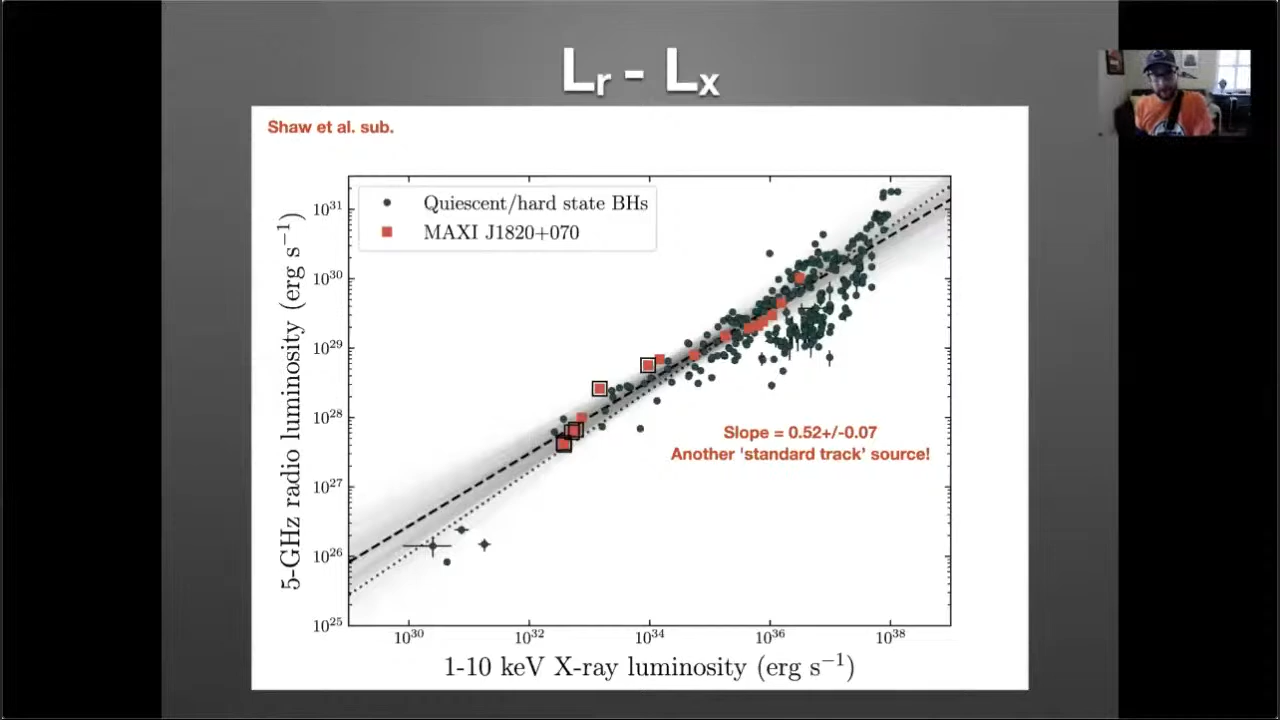 Lr - Lx
Shaw et al. sub.
Quiescent/hard state BHs
MAXI J1820+070
10^31
10^30
10^29
10^28
10^27
10^26
10^25
5-GHz radio luminosity (erg s^−1)
Slope = 0.52+/-0.07
Another 'standard track' source!
10^30 10^32 10^34 10^36 10^38
1-10 keV X-ray luminosity (erg s^−1)